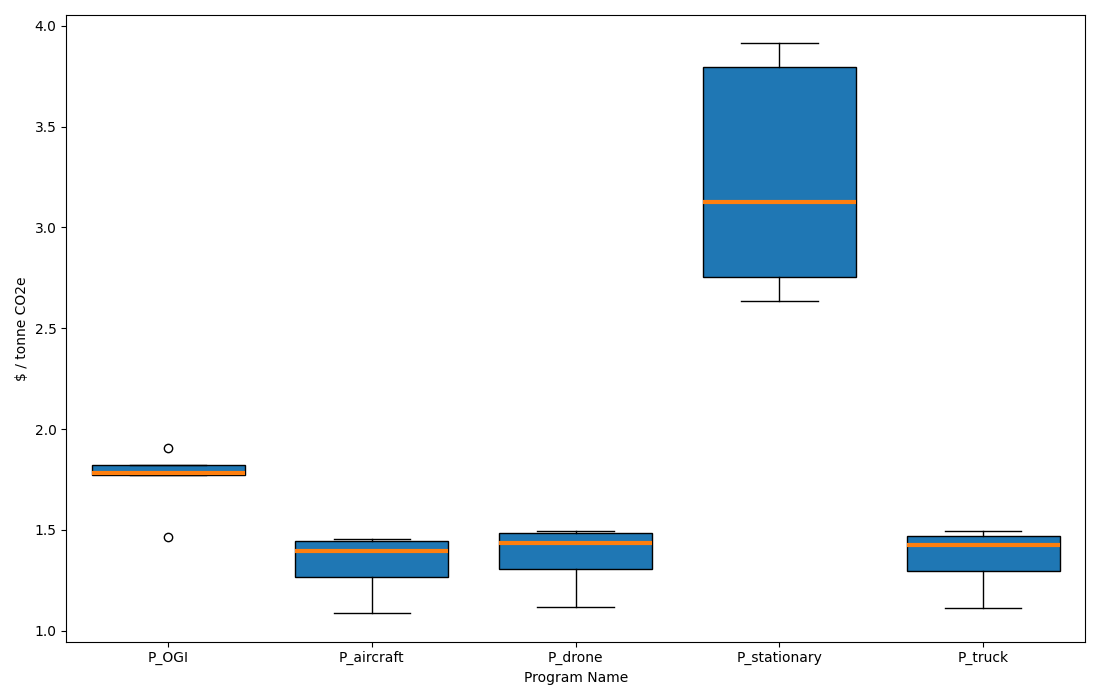 4.0
3.5
3.0
2.5
2.0
1.5
1.0
$ / tonne CO2e
P_OGI
P_aircraft
P_drone
P_stationary
P_truck
Program Name